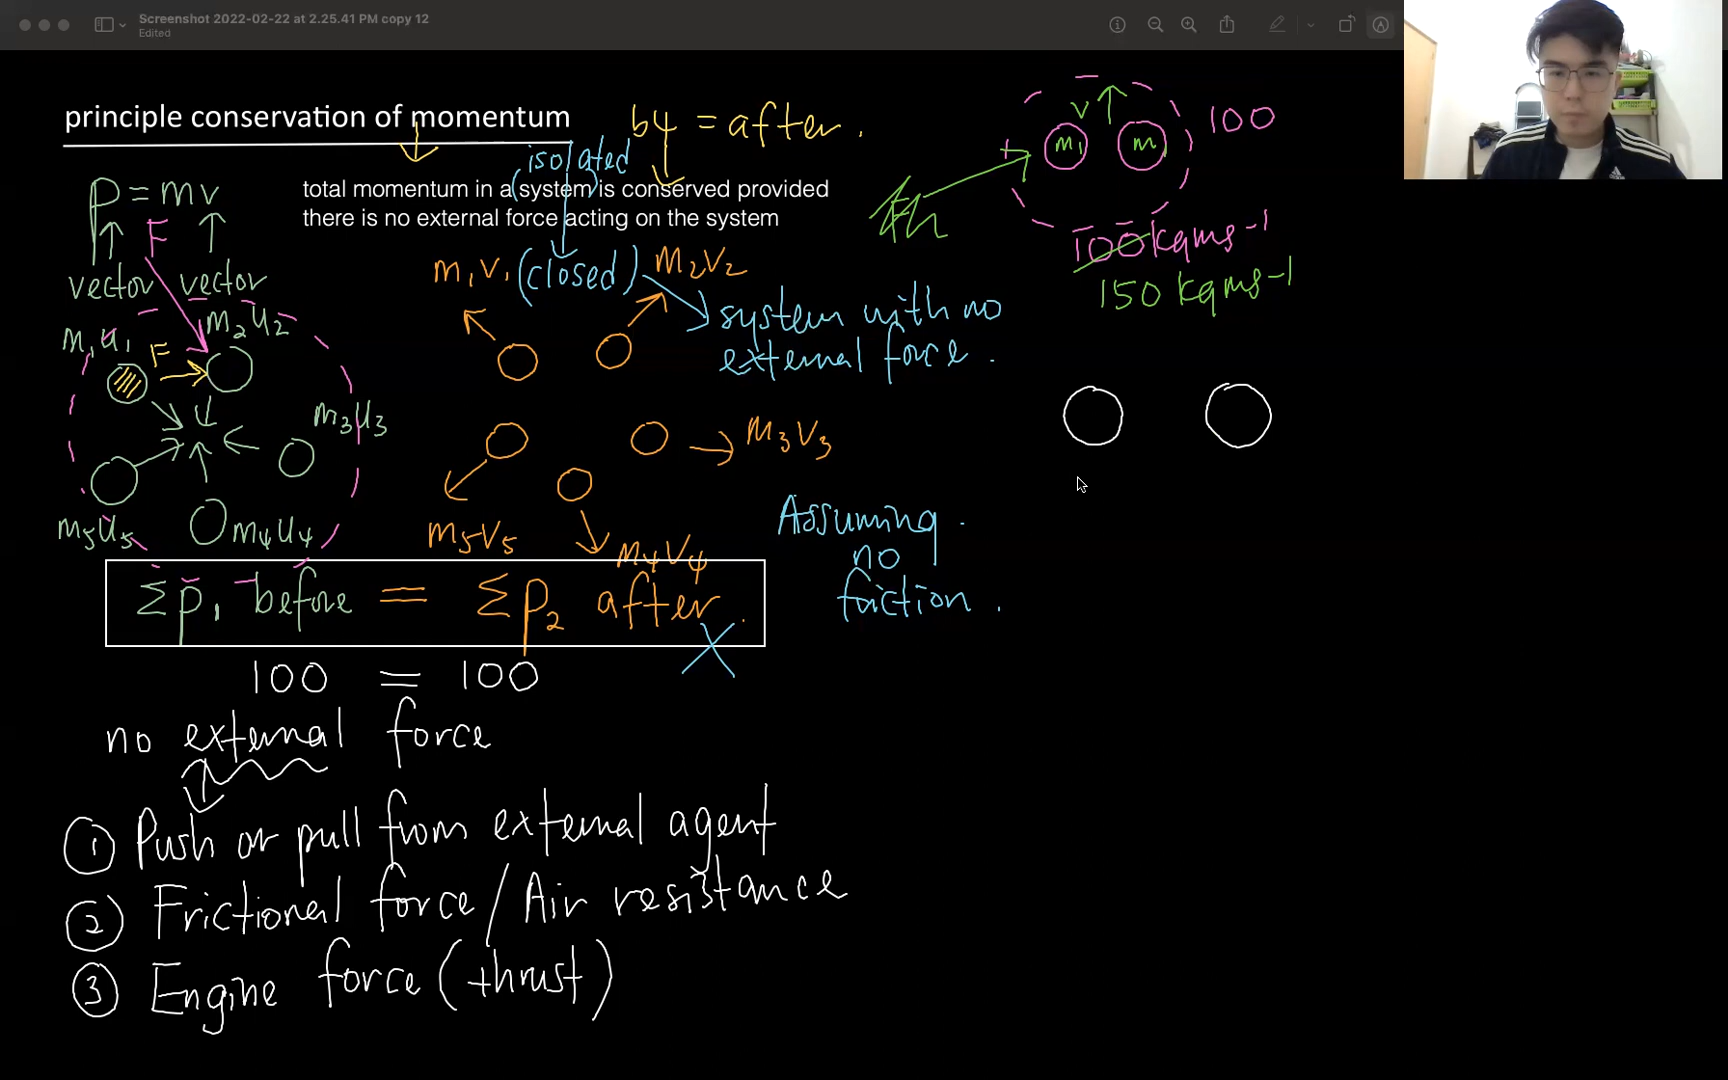 Screenshot 2022-02-22 at 2.25.41 PM copy 12
Edited
principle conservation of momentum
b4 = after.
isolated
total momentum in a (system) is conserved provided
there is no external force acting on the system
p = mv
F
vector vector
m₁u₁
m₂u₂
F
m₃u₃
m₅u₅
m₄u₄
m₁v₁ (closed) m₂v₂
system with no
external force.
m₃v₃
m₅v₅
m₄v₄
Assuming.
no
friction.
Σp₁ before = Σp₂ after.
100 = 100
no external force
① Push or pull from external agent
② Frictional force / Air resistance
③ Engine force (thrust)
v↑
m₁ m
100
100 kgms⁻¹
150 kgms⁻¹